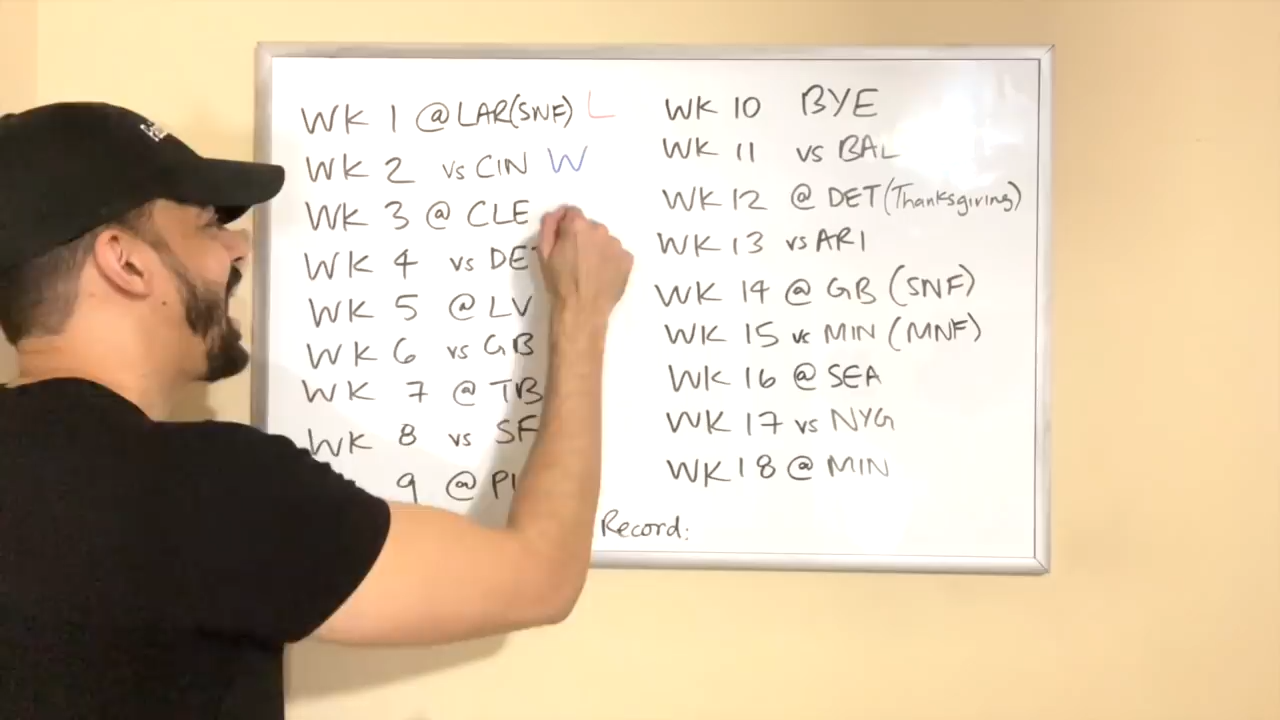 WK 1 @ LAR(SNF) L
WK 2 vs CIN W
WK 3 @ CLE
WK 4 vs DET
WK 5 @ LV
WK 6 vs GB
WK 7 @ TB
WK 8 vs SF
9 @
Record:
WK 10 BYE
WK 11 vs BAL
WK 12 @ DET (Thanksgiving)
WK 13 vs ARI
WK 14 @ GB (SNF)
WK 15 vs MIN (MNF)
WK 16 @ SEA
WK 17 vs NYG
WK 18 @ MIN